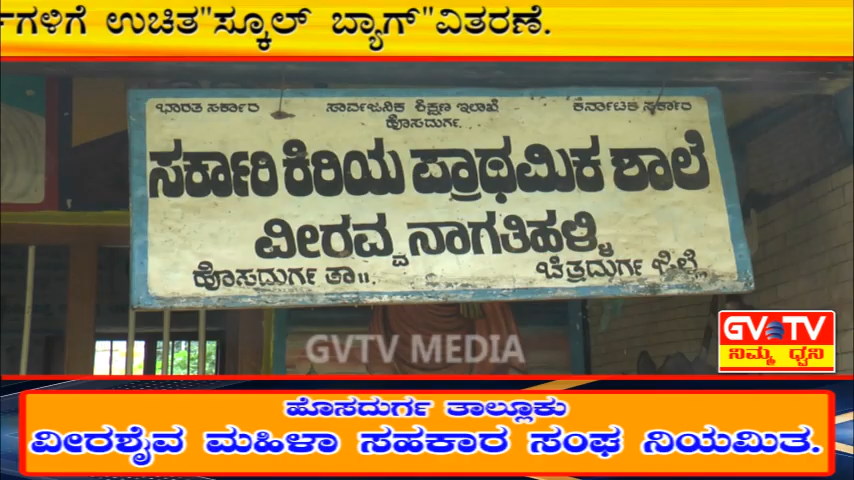 ಗಳಿಗೆ ಉಚಿತ"ಸ್ಕೂಲ್ ಬ್ಯಾಗ್"ವಿತರಣೆ.
ಭಾರತ ಸರ್ಕಾರ ಸಾರ್ವಜನಿಕ ಶಿಕ್ಷಣ ಇಲಾಖೆ ಕರ್ನಾಟಕ ಸರ್ಕಾರ
ಹೊಸದುರ್ಗ.
ಸರ್ಕಾರಿ ಕಿರಿಯ ಪ್ರಾಥಮಿಕ ಶಾಲೆ
ವೀರವ್ವನಾಗತಿಹಳ್ಳಿ
ಹೊಸದುರ್ಗ ತಾ॥. ಚಿತ್ರದುರ್ಗ ಜಿಲ್ಲೆ
GVTV MEDIA
GVTV
ನಿಮ್ಮ ಧ್ವನಿ
ಹೊಸದುರ್ಗ ತಾಲ್ಲೂಕು
ವೀರಶೈವ ಮಹಿಳಾ ಸಹಕಾರ ಸಂಘ ನಿಯಮಿತ.